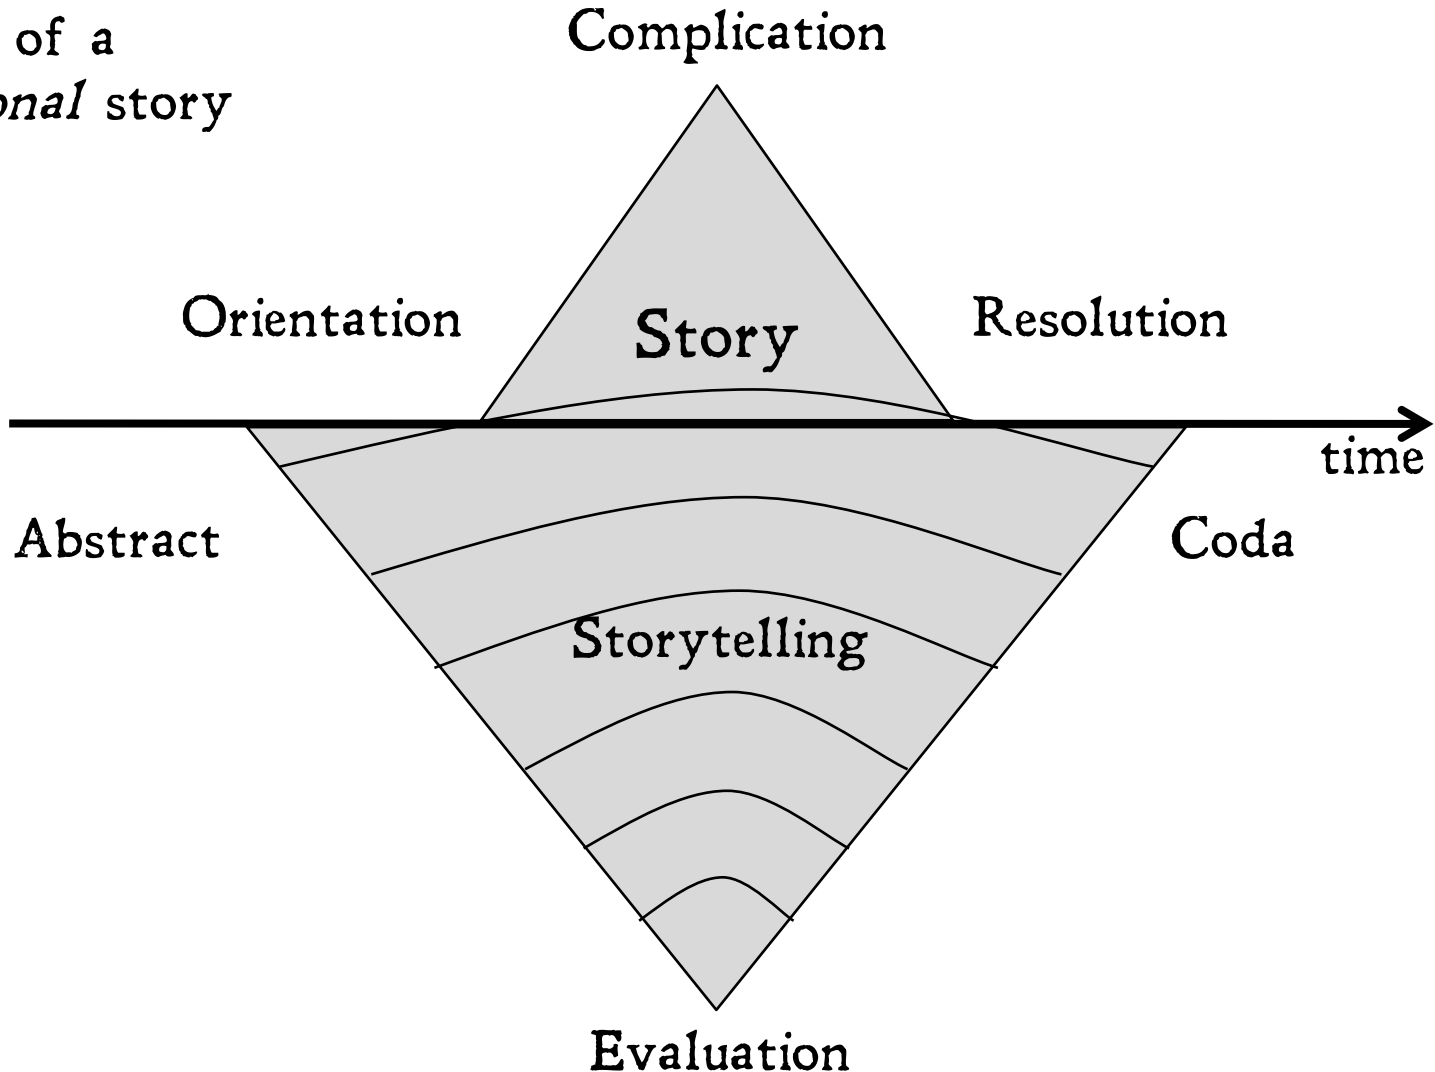 of a
story
Complication
Orientation
Story
Resolution
time
Abstract
Coda
Storytelling
Evaluation